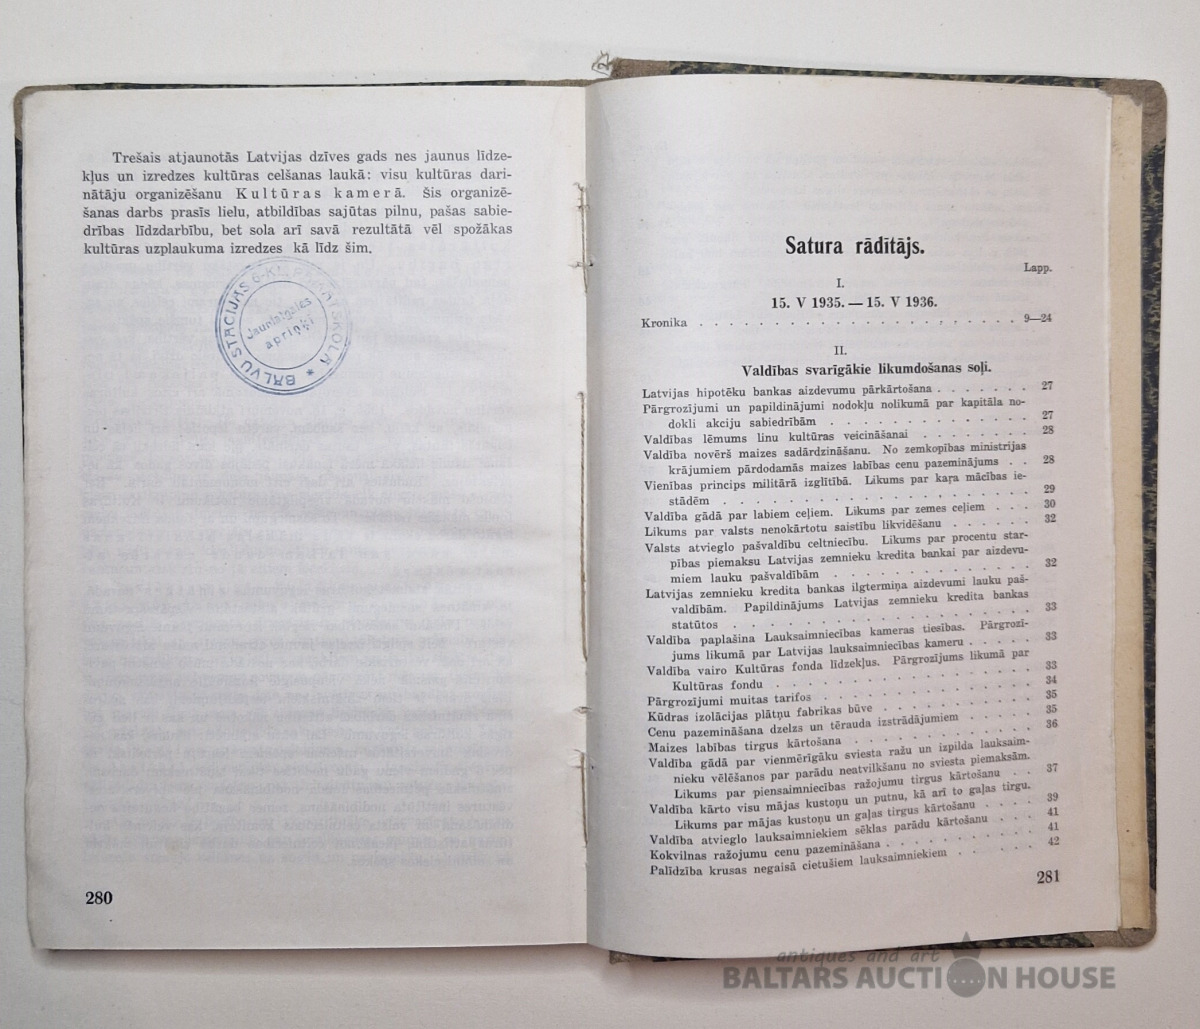 Trešais atjaunotās Latvijas dzīves gads nes jaunus līdze-
kļus un izredzes kultūras celšanas laukā: visu kultūras dari-
nātāju organizēšanu Kultūras kamerā. Šis organizē-
šanas darbs prasīs lielu, atbildības sajūtas pilnu, pašas sabie-
drības līdzdarbību, bet sola arī savā rezultātā vēl spožākas
kultūras uzplaukuma izredzes kā līdz šim.
BALVU STACIJAS 6-KL. PAMATSKOLA *
Jaunlatgales
apriņķī
280
Satura rādītājs.
Lapp.
I.
15. V 1935. — 15. V 1936.
Kronika . . . . . . . . . . . . . . . . . . . . . . 9—24
II.
Valdības svarīgākie likumdošanas soļi.
Latvijas hipotēku bankas aizdevumu pārkārtošana . . . . . . . 27
Pārgrozījumi un papildinājumi nodokļu nolikumā par kapitāla no-
dokli akciju sabiedrībām . . . . . . . . . . . . . . 27
Valdības lēmums linu kultūras veicināšanai . . . . . . . . 28
Valdība novērš maizes sadārdzināšanu. No zemkopības ministrijas
krājumiem pārdodamās maizes labības cenu pazeminājums . . 28
Vienības princips militārā izglītībā. Likums par kaŗa mācības ie-
stādēm . . . . . . . . . . . . . . . . . . . . . 29
Valdība gādā par labiem ceļiem. Likums par zemes ceļiem . . . 30
Likums par valsts nenokārtotu saistību likvidēšanu . . . . . . 32
Valsts atvieglo pašvaldību celtniecību. Likums par procentu star-
pības piemaksu Latvijas zemnieku kredita bankai par aizdevu-
miem lauku pašvaldībām . . . . . . . . . . . . . . 32
Latvijas zemnieku kredita bankas ilgtermiņa aizdevumi lauku paš-
valdībām. Papildinājums Latvijas zemnieku kredita bankas
statūtos . . . . . . . . . . . . . . . . . . . . 33
Valdība paplašina Lauksaimniecības kameras tiesības. Pārgrozī-
jums likumā par Latvijas lauksaimniecības kameru . . . . . 33
Valdība vairo Kultūras fonda līdzekļus. Pārgrozījums likumā par
Kultūras fondu . . . . . . . . . . . . . . . . . . 33
Pārgrozījumi muitas tarifos . . . . . . . . . . . . . . . 34
Kūdras izolācijas plātņu fabrikas būve . . . . . . . . . . . 35
Cenu pazemināšana dzelzs un tērauda izstrādājumiem . . . . . 35
Maizes labības tirgus kārtošana . . . . . . . . . . . . . 36
Valdība gādā par vienmērīgāku sviesta ražu un izpilda lauksaim-
nieku vēlēšanos par parādu neatvilkšanu no sviesta piemaksām.
Likums par piensaimniecības ražojumu tirgus kārtošanu . . 37
Valdība kārto visu mājas kustoņu un putnu, kā arī to gaļas tirgu.
Likums par mājas kustoņu un gaļas tirgus kārtošanu . . . . 39
Valdība atvieglo lauksaimniekiem sēklas parādu kārtošanu . . . 41
Kokvilnas ražojumu cenu pazemināšana . . . . . . . . . . 41
Palīdzība krusas negaisā cietušiem lauksaimniekiem . . . . . . 42
281
antiques and art
BALTARS AUCTION HOUSE